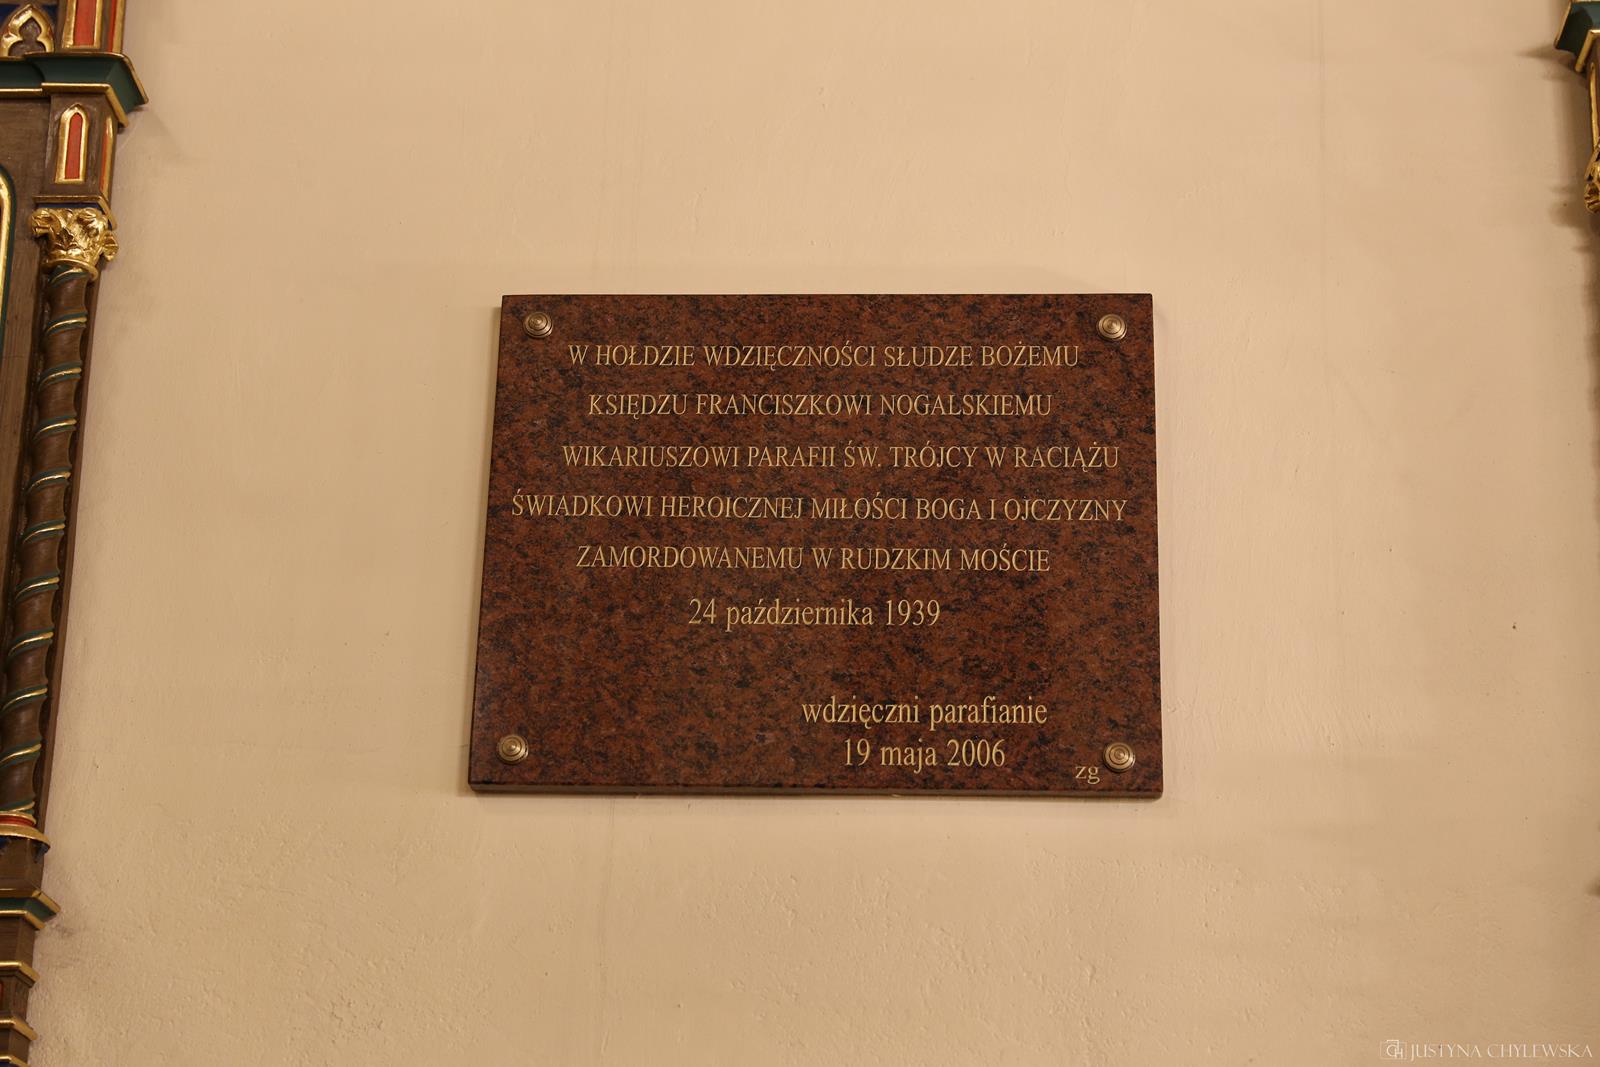 W HOŁDZIE WDZIĘCZNOŚCI SŁUDZE BOŻEMU
KSIĘDZU FRANCISZKOWI NOGALSKIEMU
WIKARIUSZOWI PARAFII ŚW. TRÓJCY W RACIĄŻU
ŚWIADKOWI HEROICZNEJ MIŁOŚCI BOGA I OJCZYZNY
ZAMORDOWANEMU W RUDZKIM MOŚCIE
24 października 1939
wdzięczni parafianie
19 maja 2006
zg
CH JUSTYNA CHYLEWSKA